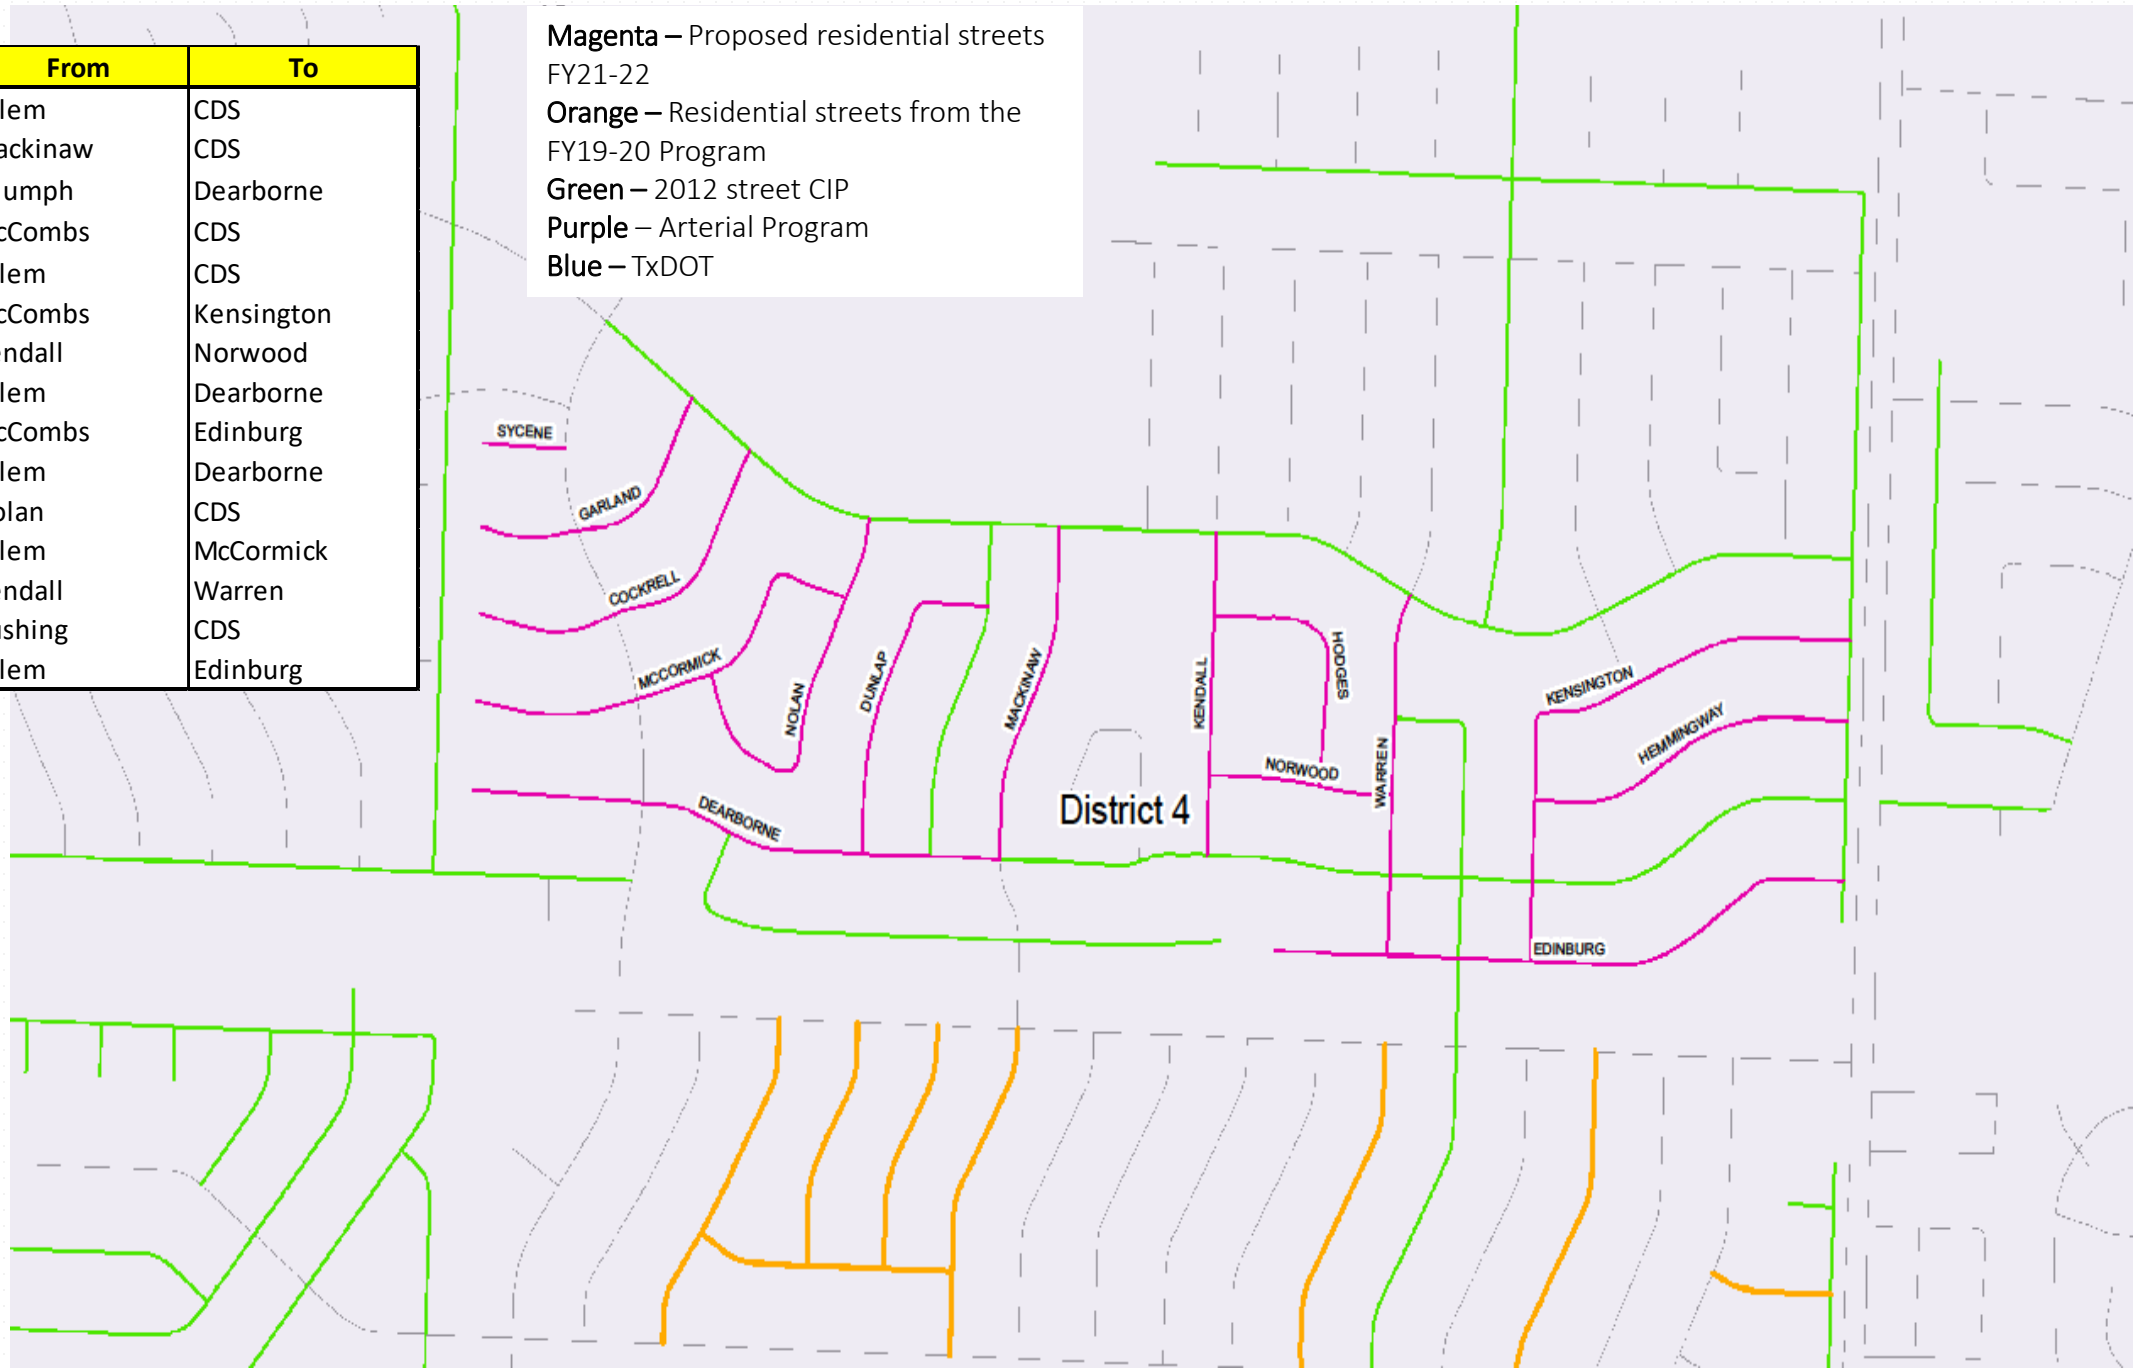 Magenta – Proposed residential streets
FY21-22
Orange – Residential streets from the
FY19-20 Program
Green – 2012 street CIP
Purple – Arterial Program
Blue – TxDOT
From To
lem CDS
ackinaw CDS
umph Dearborne
cCombs CDS
lem CDS
cCombs Kensington
endall Norwood
lem Dearborne
cCombs Edinburg
lem Dearborne
olan CDS
lem McCormick
endall Warren
ushing CDS
lem Edinburg
SYCENE
GARLAND
COCKRELL
MCCORMICK
NOLAN
DUNLAP
MACKINAW
KENDALL
HODGES
NORWOOD
WARREN
KENSINGTON
HEMMINGWAY
DEARBORNE
District 4
EDINBURG